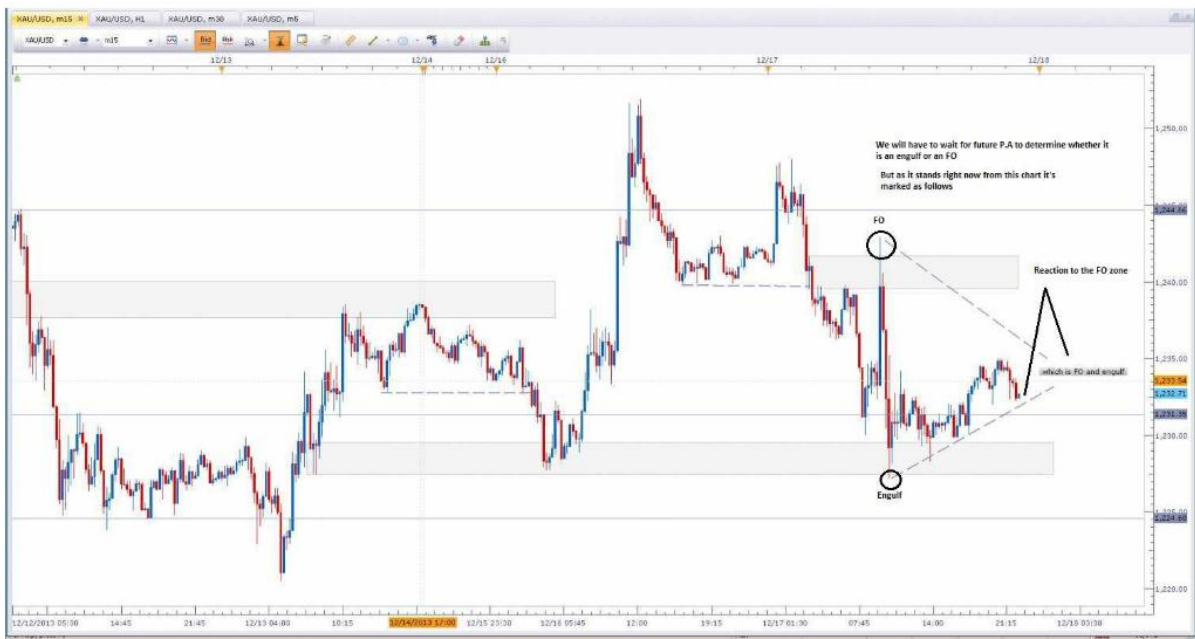 XAU/USD, m15
XAU/USD, H1
XAU/USD, m30
XAU/USD, m5
XAU/USD
m15
Bid
Ask
12/13
12/14
12/16
12/17
12/18
We will have to wait for future P.A to determine whether it
is an engulf or an FO
But as it stands right now from this chart it's
marked as follows
FO
Reaction to the FO zone
which is FO and engulf
Engulf
1,250.00
1,244.66
1,240.00
1,235.00
1,233.54
1,232.71
1,231.39
1,230.00
1,224.60
1,220.00
12/12/2013 05:30
14:45
21:45
12/13 04:00
10:15
12/14/2013 17:00
12/15 23:30
12/16 05:45
12:00
19:15
12/17 01:30
07:45
14:00
21:15
12/18 03:30